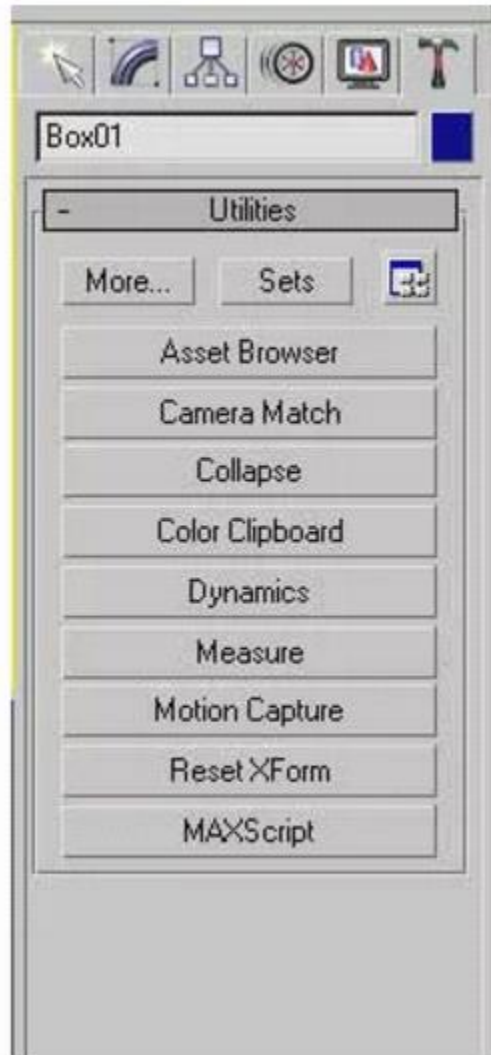 Box01
- Utilities
More... Sets
Asset Browser
Camera Match
Collapse
Color Clipboard
Dynamics
Measure
Motion Capture
Reset XForm
MAXScript